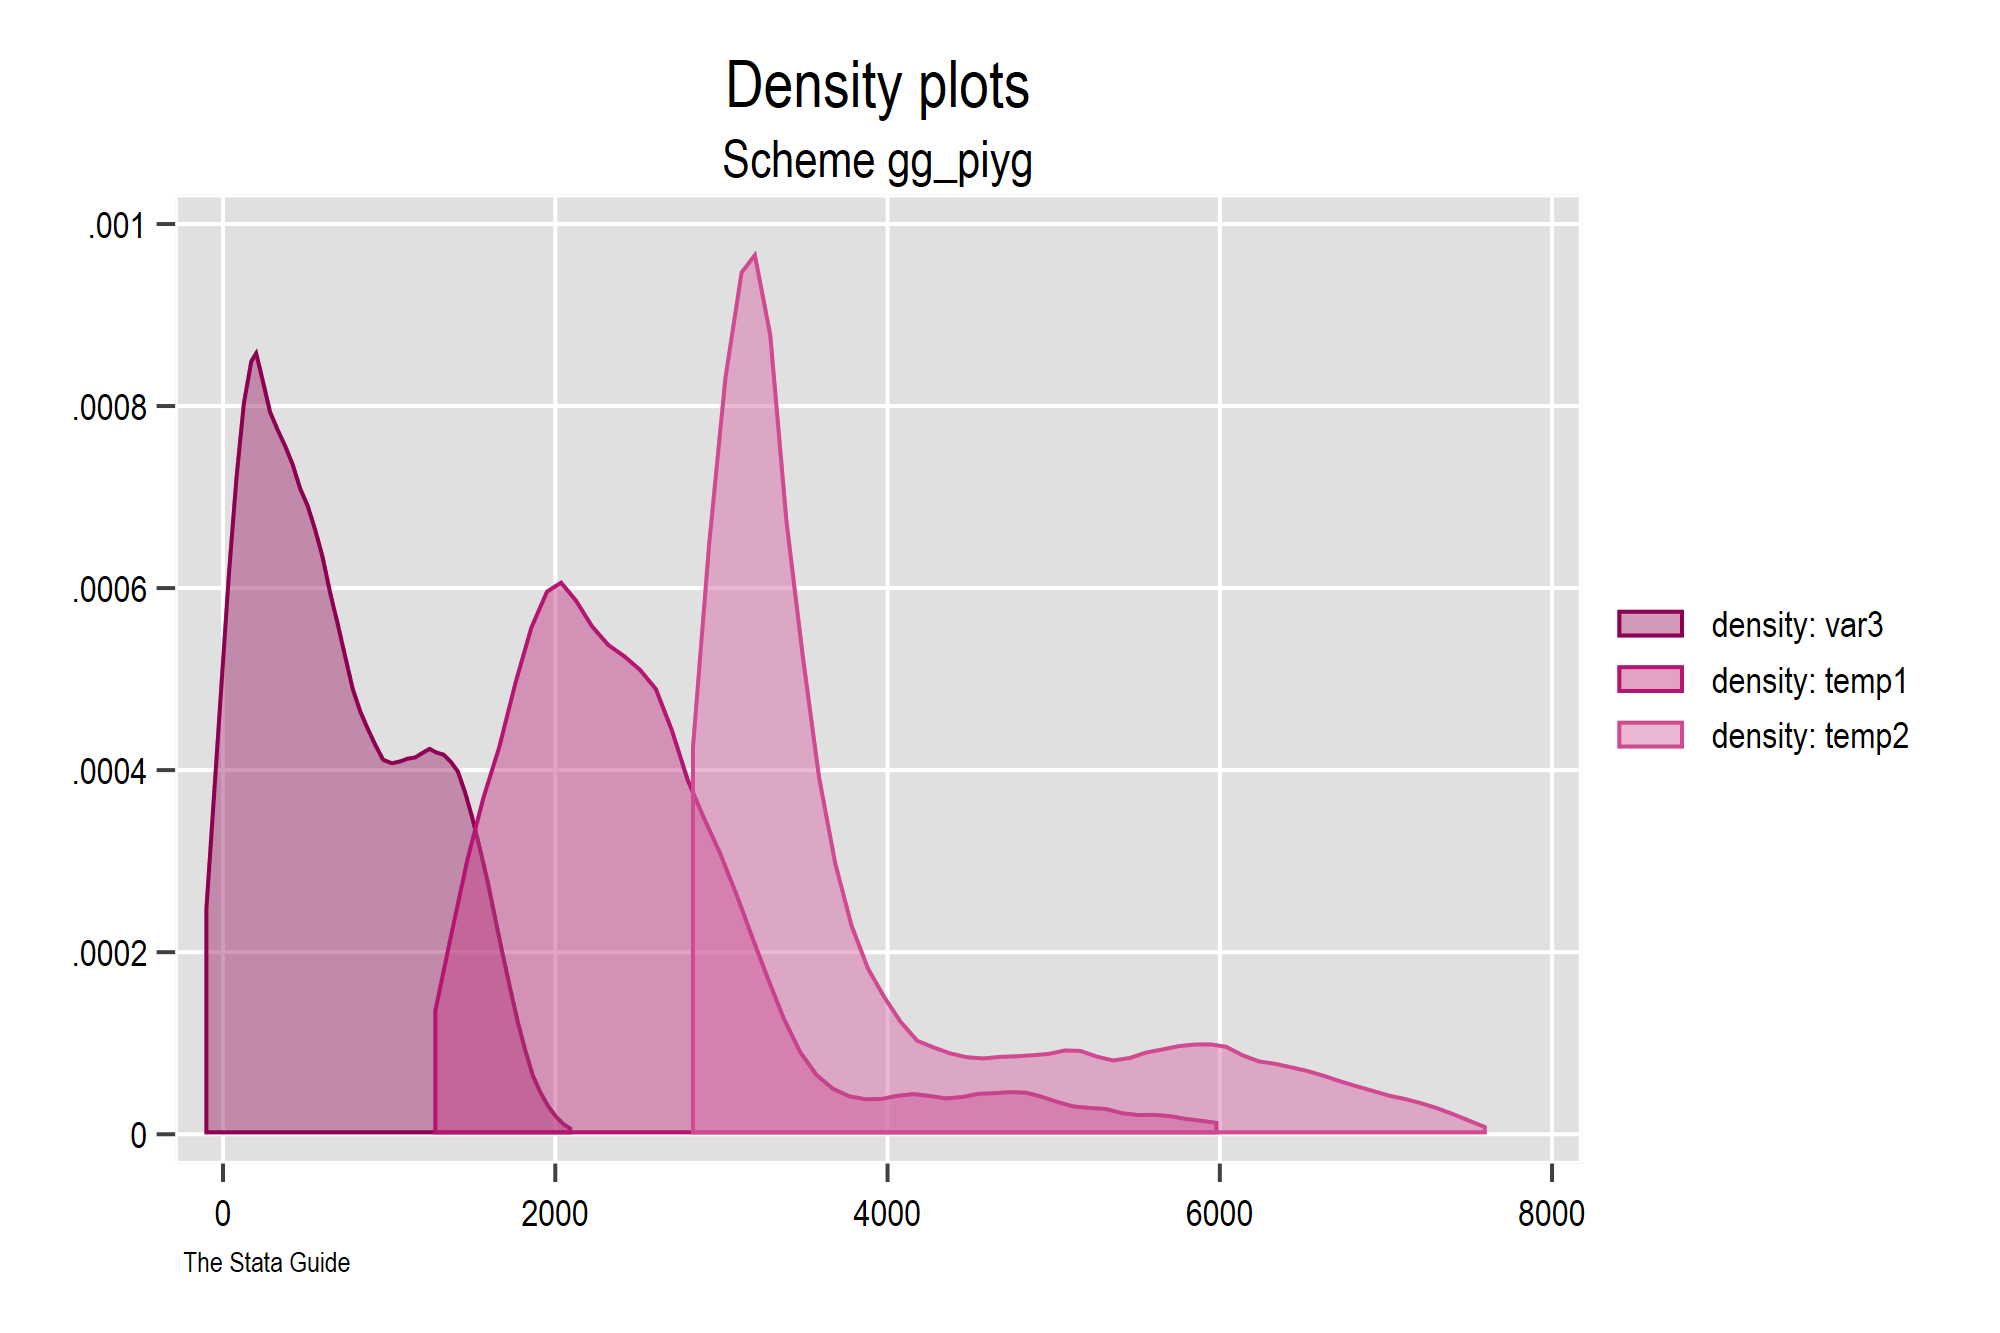 Density plots
Scheme gg_piyg
.001
.0008
.0006
.0004
.0002
0
density: var3
density: temp1
density: temp2
0 2000 4000 6000 8000
The Stata Guide